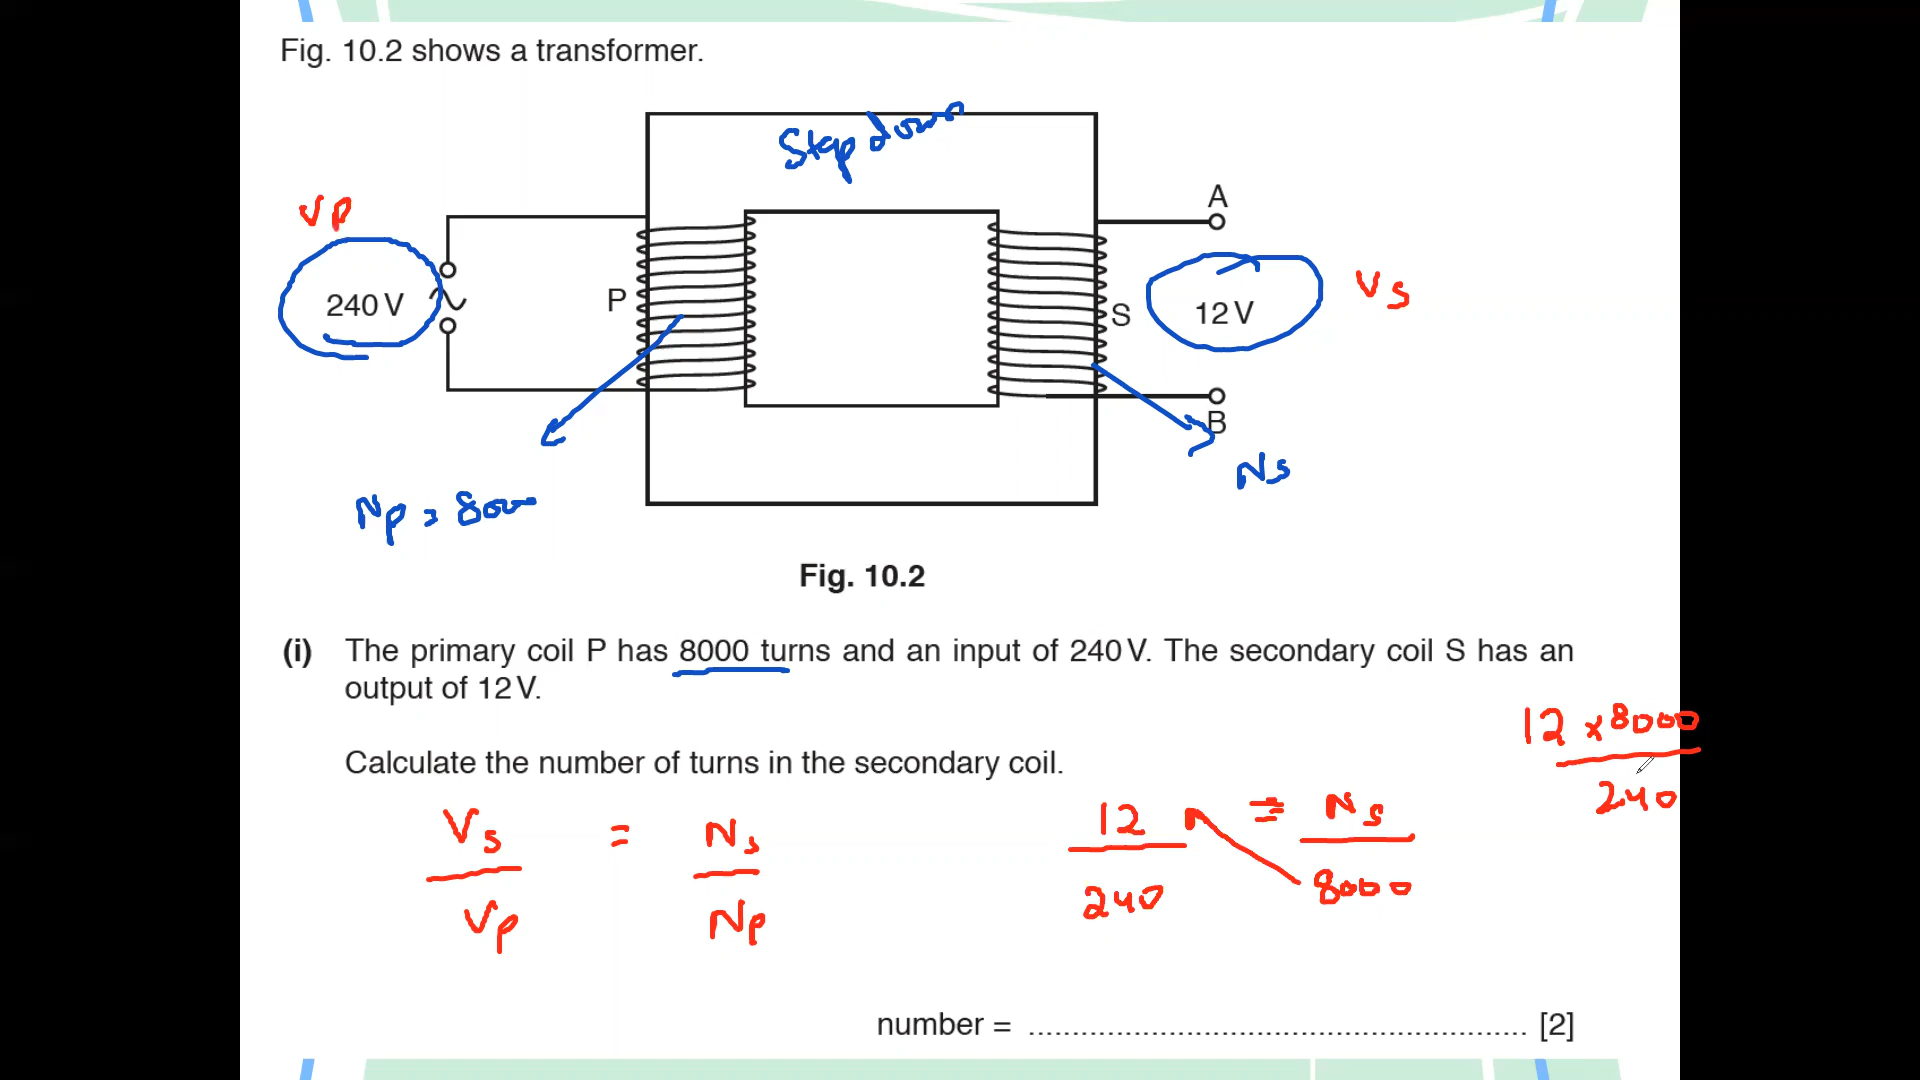 Fig. 10.2 shows a transformer.
Step down
A
Vp
240 V
P
S
12 V
Vs
B
Ns
Np = 8000
Fig. 10.2
(i) The primary coil P has 8000 turns and an input of 240 V. The secondary coil S has an
output of 12 V.
12 x 8000
240
Calculate the number of turns in the secondary coil.
Vs = Ns
Vp Np
12 = Ns
240 8000
number = .......................................................... [2]